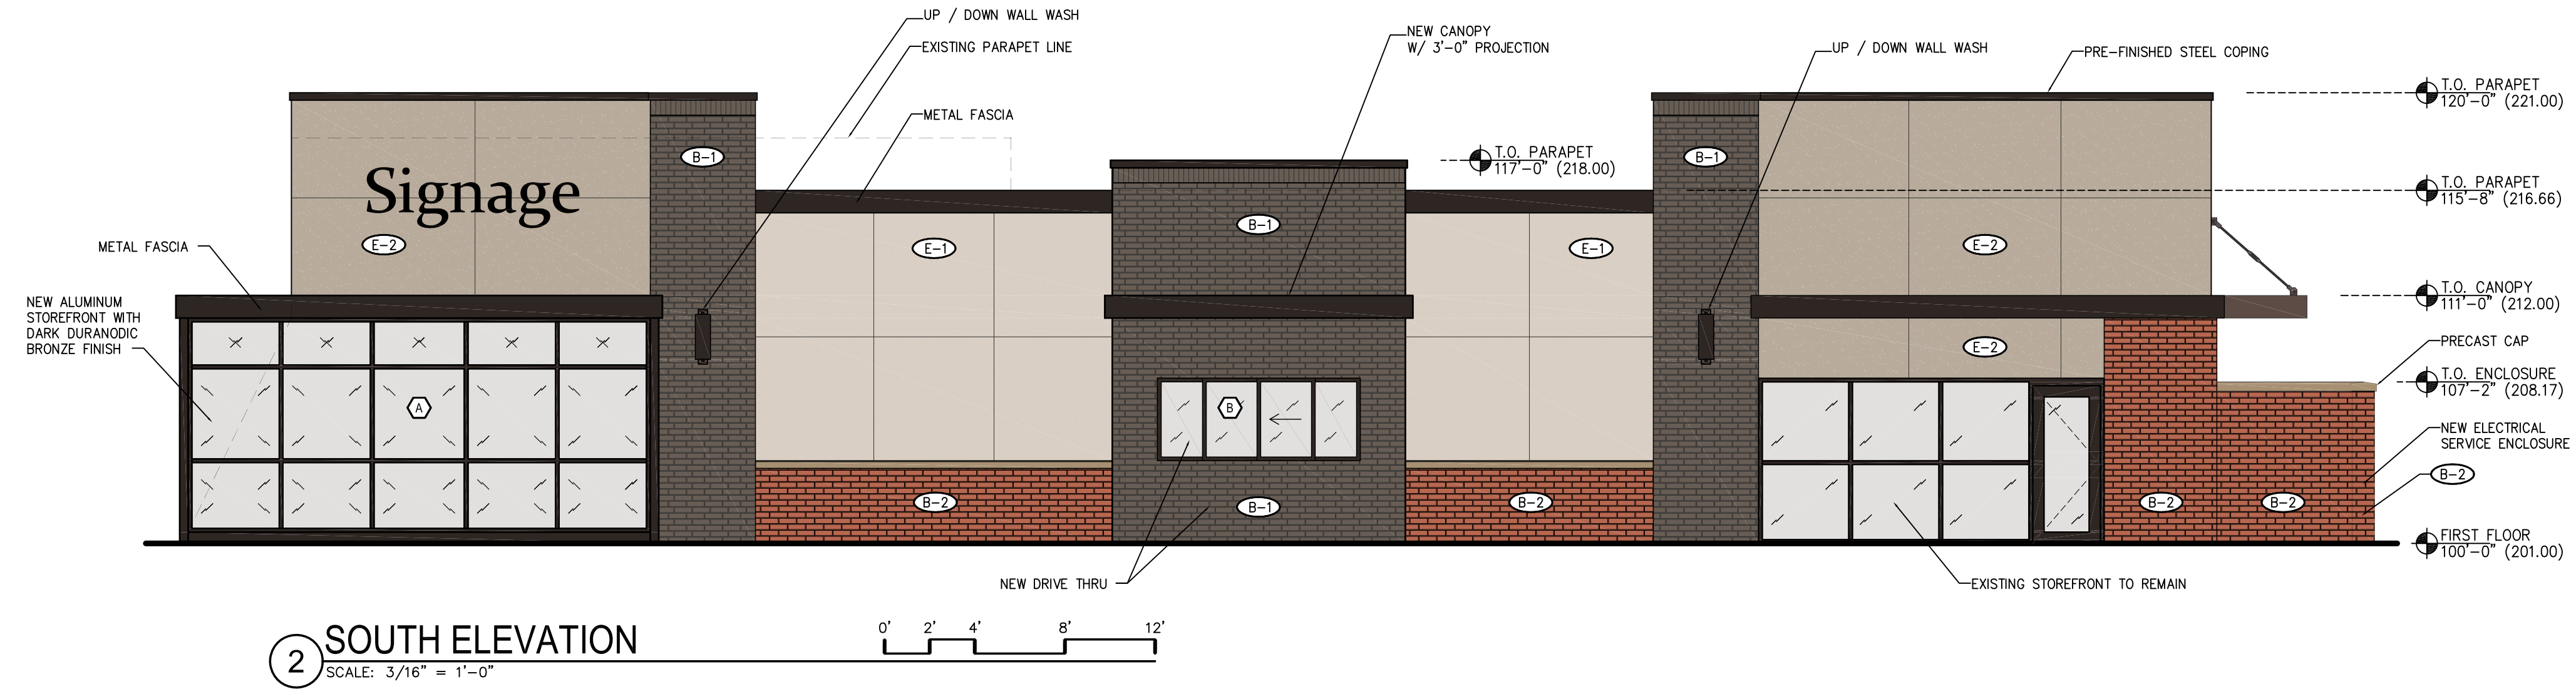 UP / DOWN WALL WASH
EXISTING PARAPET LINE
METAL FASCIA
NEW CANOPY
W/ 3'-0" PROJECTION
UP / DOWN WALL WASH
PRE-FINISHED STEEL COPING
T.O. PARAPET
120'-0" (221.00)
T.O. PARAPET
117'-0" (218.00)
T.O. PARAPET
115'-8" (216.66)
T.O. CANOPY
111'-0" (212.00)
PRECAST CAP
T.O. ENCLOSURE
107'-2" (208.17)
NEW ELECTRICAL
SERVICE ENCLOSURE
B-2
FIRST FLOOR
100'-0" (201.00)
METAL FASCIA
NEW ALUMINUM
STOREFRONT WITH
DARK DURANODIC
BRONZE FINISH
Signage
E-2
B-1
E-1
B-1
E-1
B-1
E-2
E-2
A
B
B-2
B-1
B-2
B-2
B-2
NEW DRIVE THRU
EXISTING STOREFRONT TO REMAIN
2
SOUTH ELEVATION
SCALE: 3/16" = 1'-0"
0' 2' 4' 8' 12'